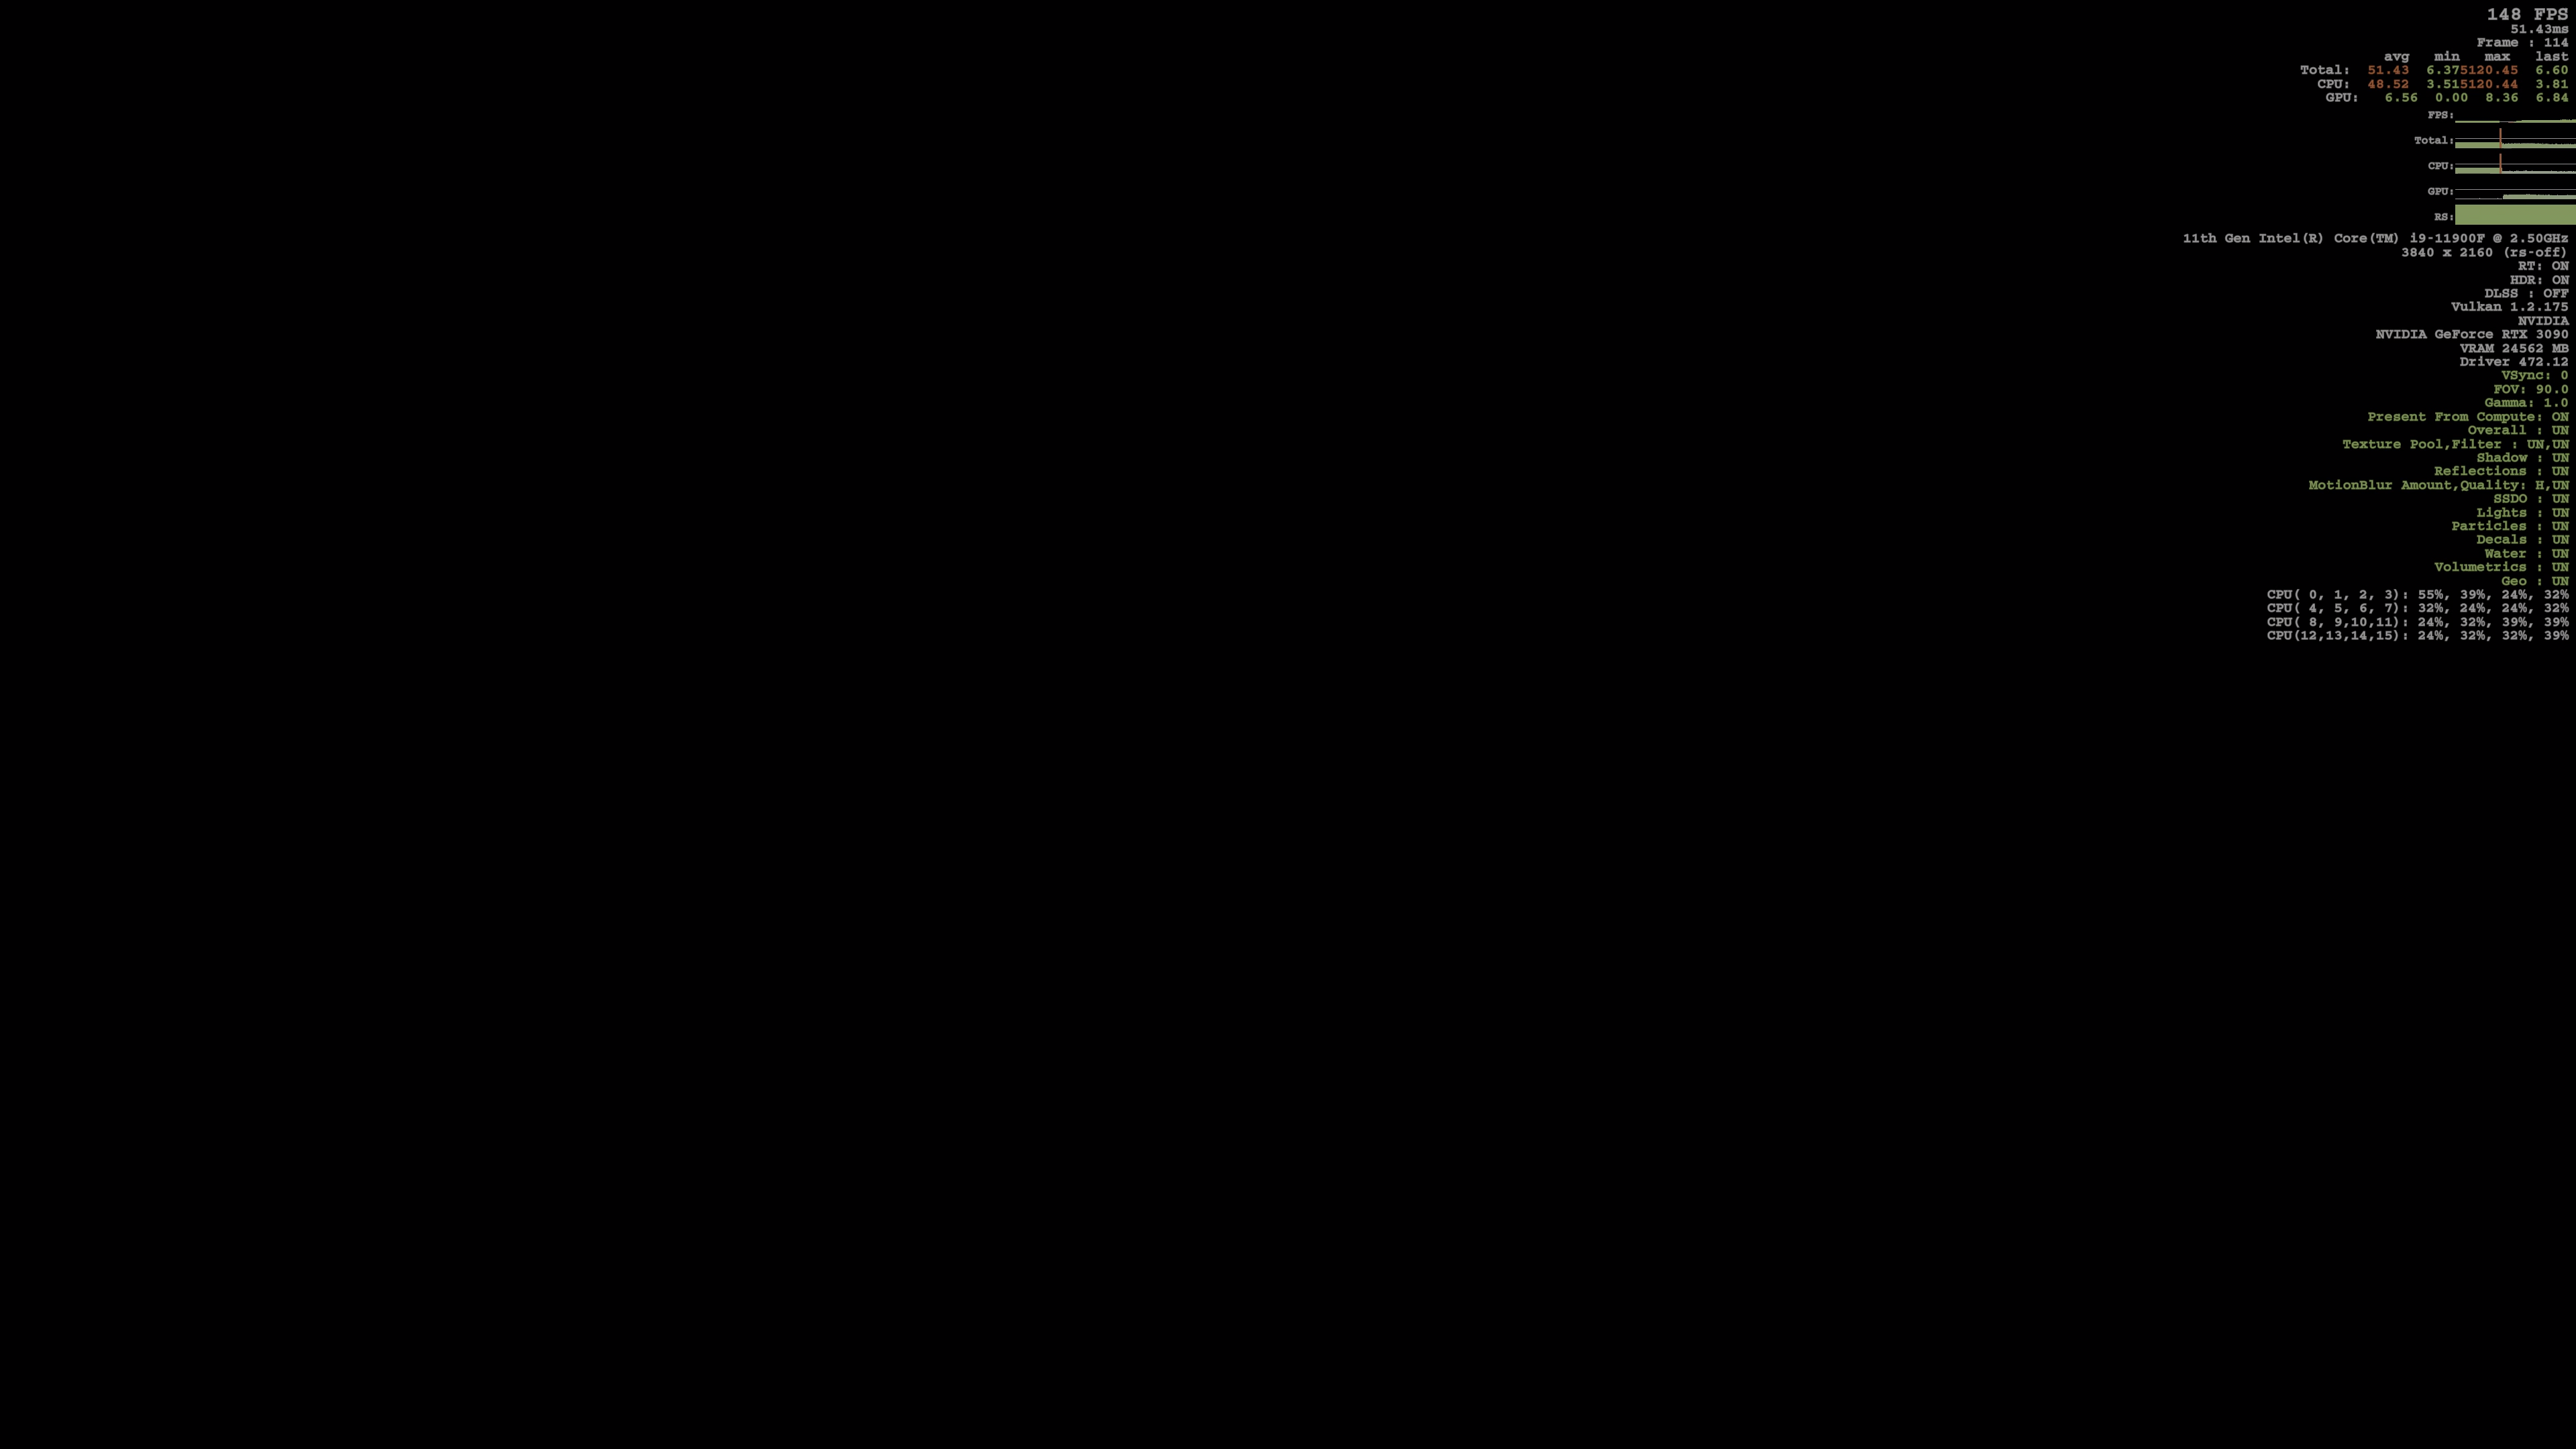 148 FPS
51.43ms
Frame : 114
avg min max last
Total: 51.43 6.375120.45 6.60
CPU: 48.52 3.515120.44 3.81
GPU: 6.56 0.00 8.36 6.84
FPS:
Total:
CPU:
GPU:
RS:
11th Gen Intel(R) Core(TM) i9-11900F @ 2.50GHz
3840 x 2160 (rs-off)
RT: ON
HDR: ON
DLSS : OFF
Vulkan 1.2.175
NVIDIA
NVIDIA GeForce RTX 3090
VRAM 24562 MB
Driver 472.12
VSync: 0
FOV: 90.0
Gamma: 1.0
Present From Compute: ON
Overall : UN
Texture Pool,Filter : UN,UN
Shadow : UN
Reflections : UN
MotionBlur Amount,Quality: H,UN
SSDO : UN
Lights : UN
Particles : UN
Decals : UN
Water : UN
Volumetrics : UN
Geo : UN
CPU( 0, 1, 2, 3): 55%, 39%, 24%, 32%
CPU( 4, 5, 6, 7): 32%, 24%, 24%, 32%
CPU( 8, 9,10,11): 24%, 32%, 39%, 39%
CPU(12,13,14,15): 24%, 32%, 32%, 39%